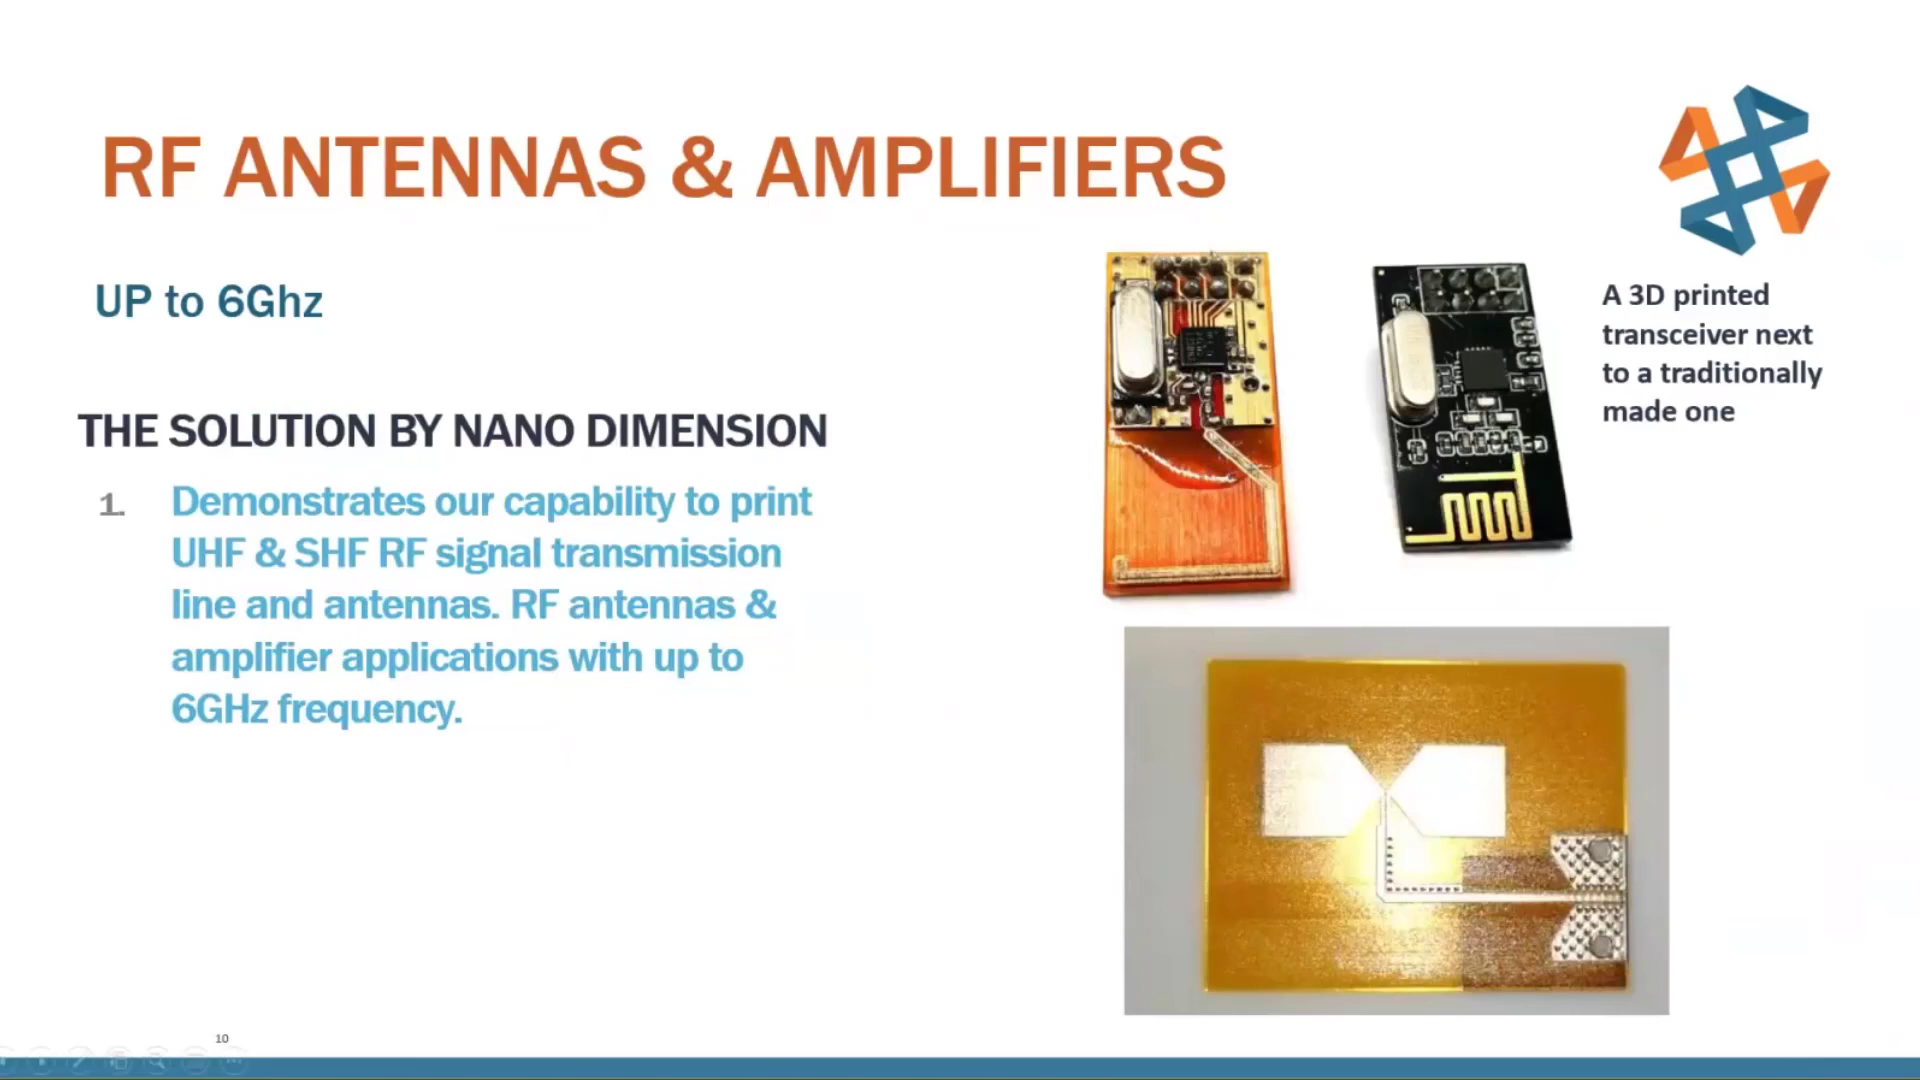 RF ANTENNAS & AMPLIFIERS
UP to 6Ghz
A 3D printed
transceiver next
to a traditionally
made one
THE SOLUTION BY NANO DIMENSION
1. Demonstrates our capability to print
UHF & SHF RF signal transmission
line and antennas. RF antennas &
amplifier applications with up to
6GHz frequency.
10